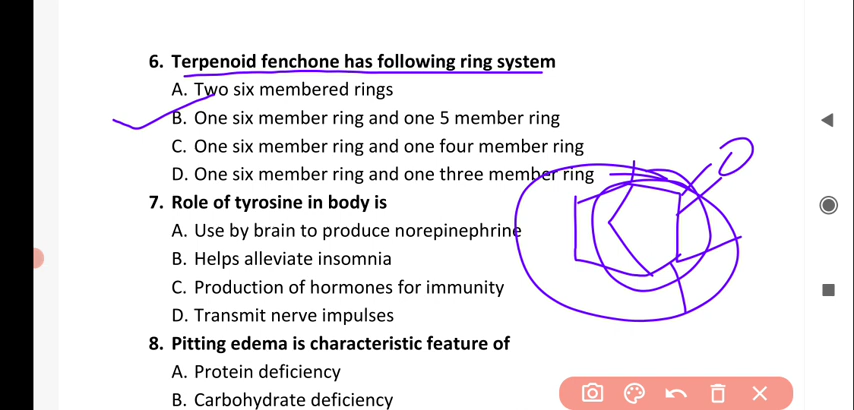 6. Terpenoid fenchone has following ring system
A. Two six membered rings
B. One six member ring and one 5 member ring
C. One six member ring and one four member ring
D. One six member ring and one three member ring
7. Role of tyrosine in body is
A. Use by brain to produce norepinephrine
B. Helps alleviate insomnia
C. Production of hormones for immunity
D. Transmit nerve impulses
8. Pitting edema is characteristic feature of
A. Protein deficiency
B. Carbohydrate deficiency